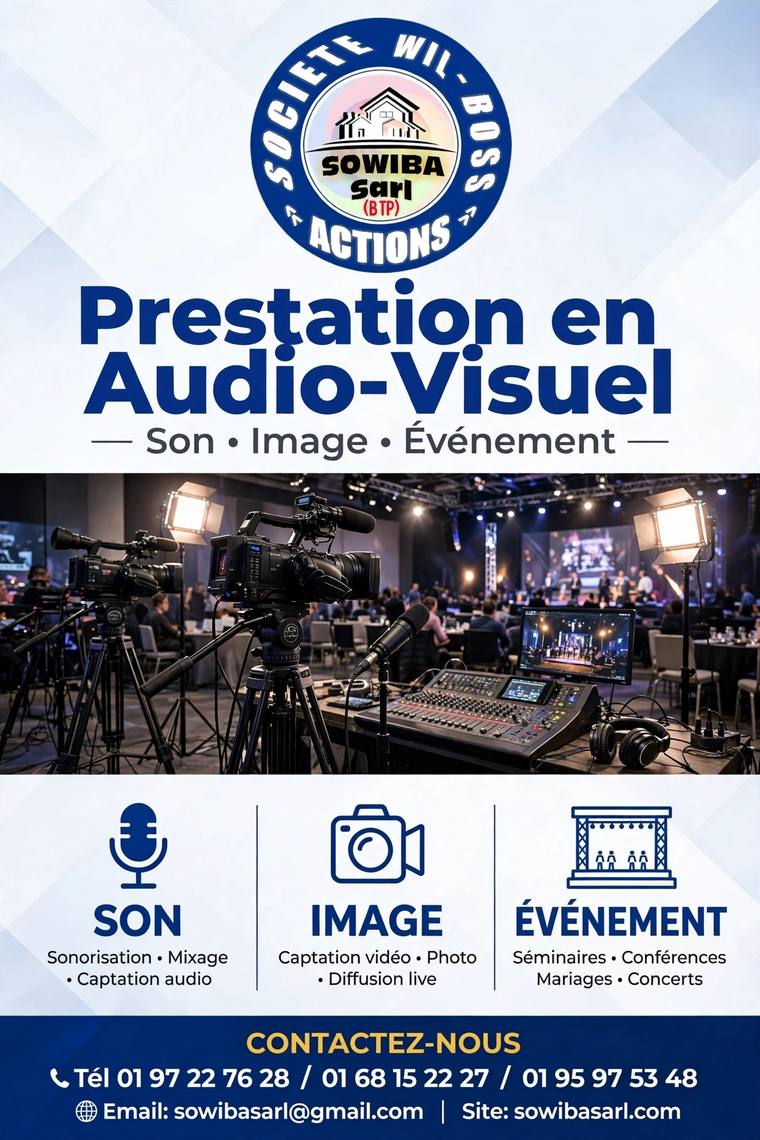 SOCIETE WIL-BOSS
SOWIBA
Sarl
(BTP)
« ACTIONS »
Prestation en
Audio-Visuel
— Son • Image • Événement —
SON
Sonorisation • Mixage
• Captation audio
IMAGE
Captation vidéo • Photo
• Diffusion live
ÉVÉNEMENT
Séminaires • Conférences
Mariages • Concerts
CONTACTEZ-NOUS
Tél 01 97 22 76 28 / 01 68 15 22 27 / 01 95 97 53 48
Email: sowibasarl@gmail.com | Site: sowibasarl.com